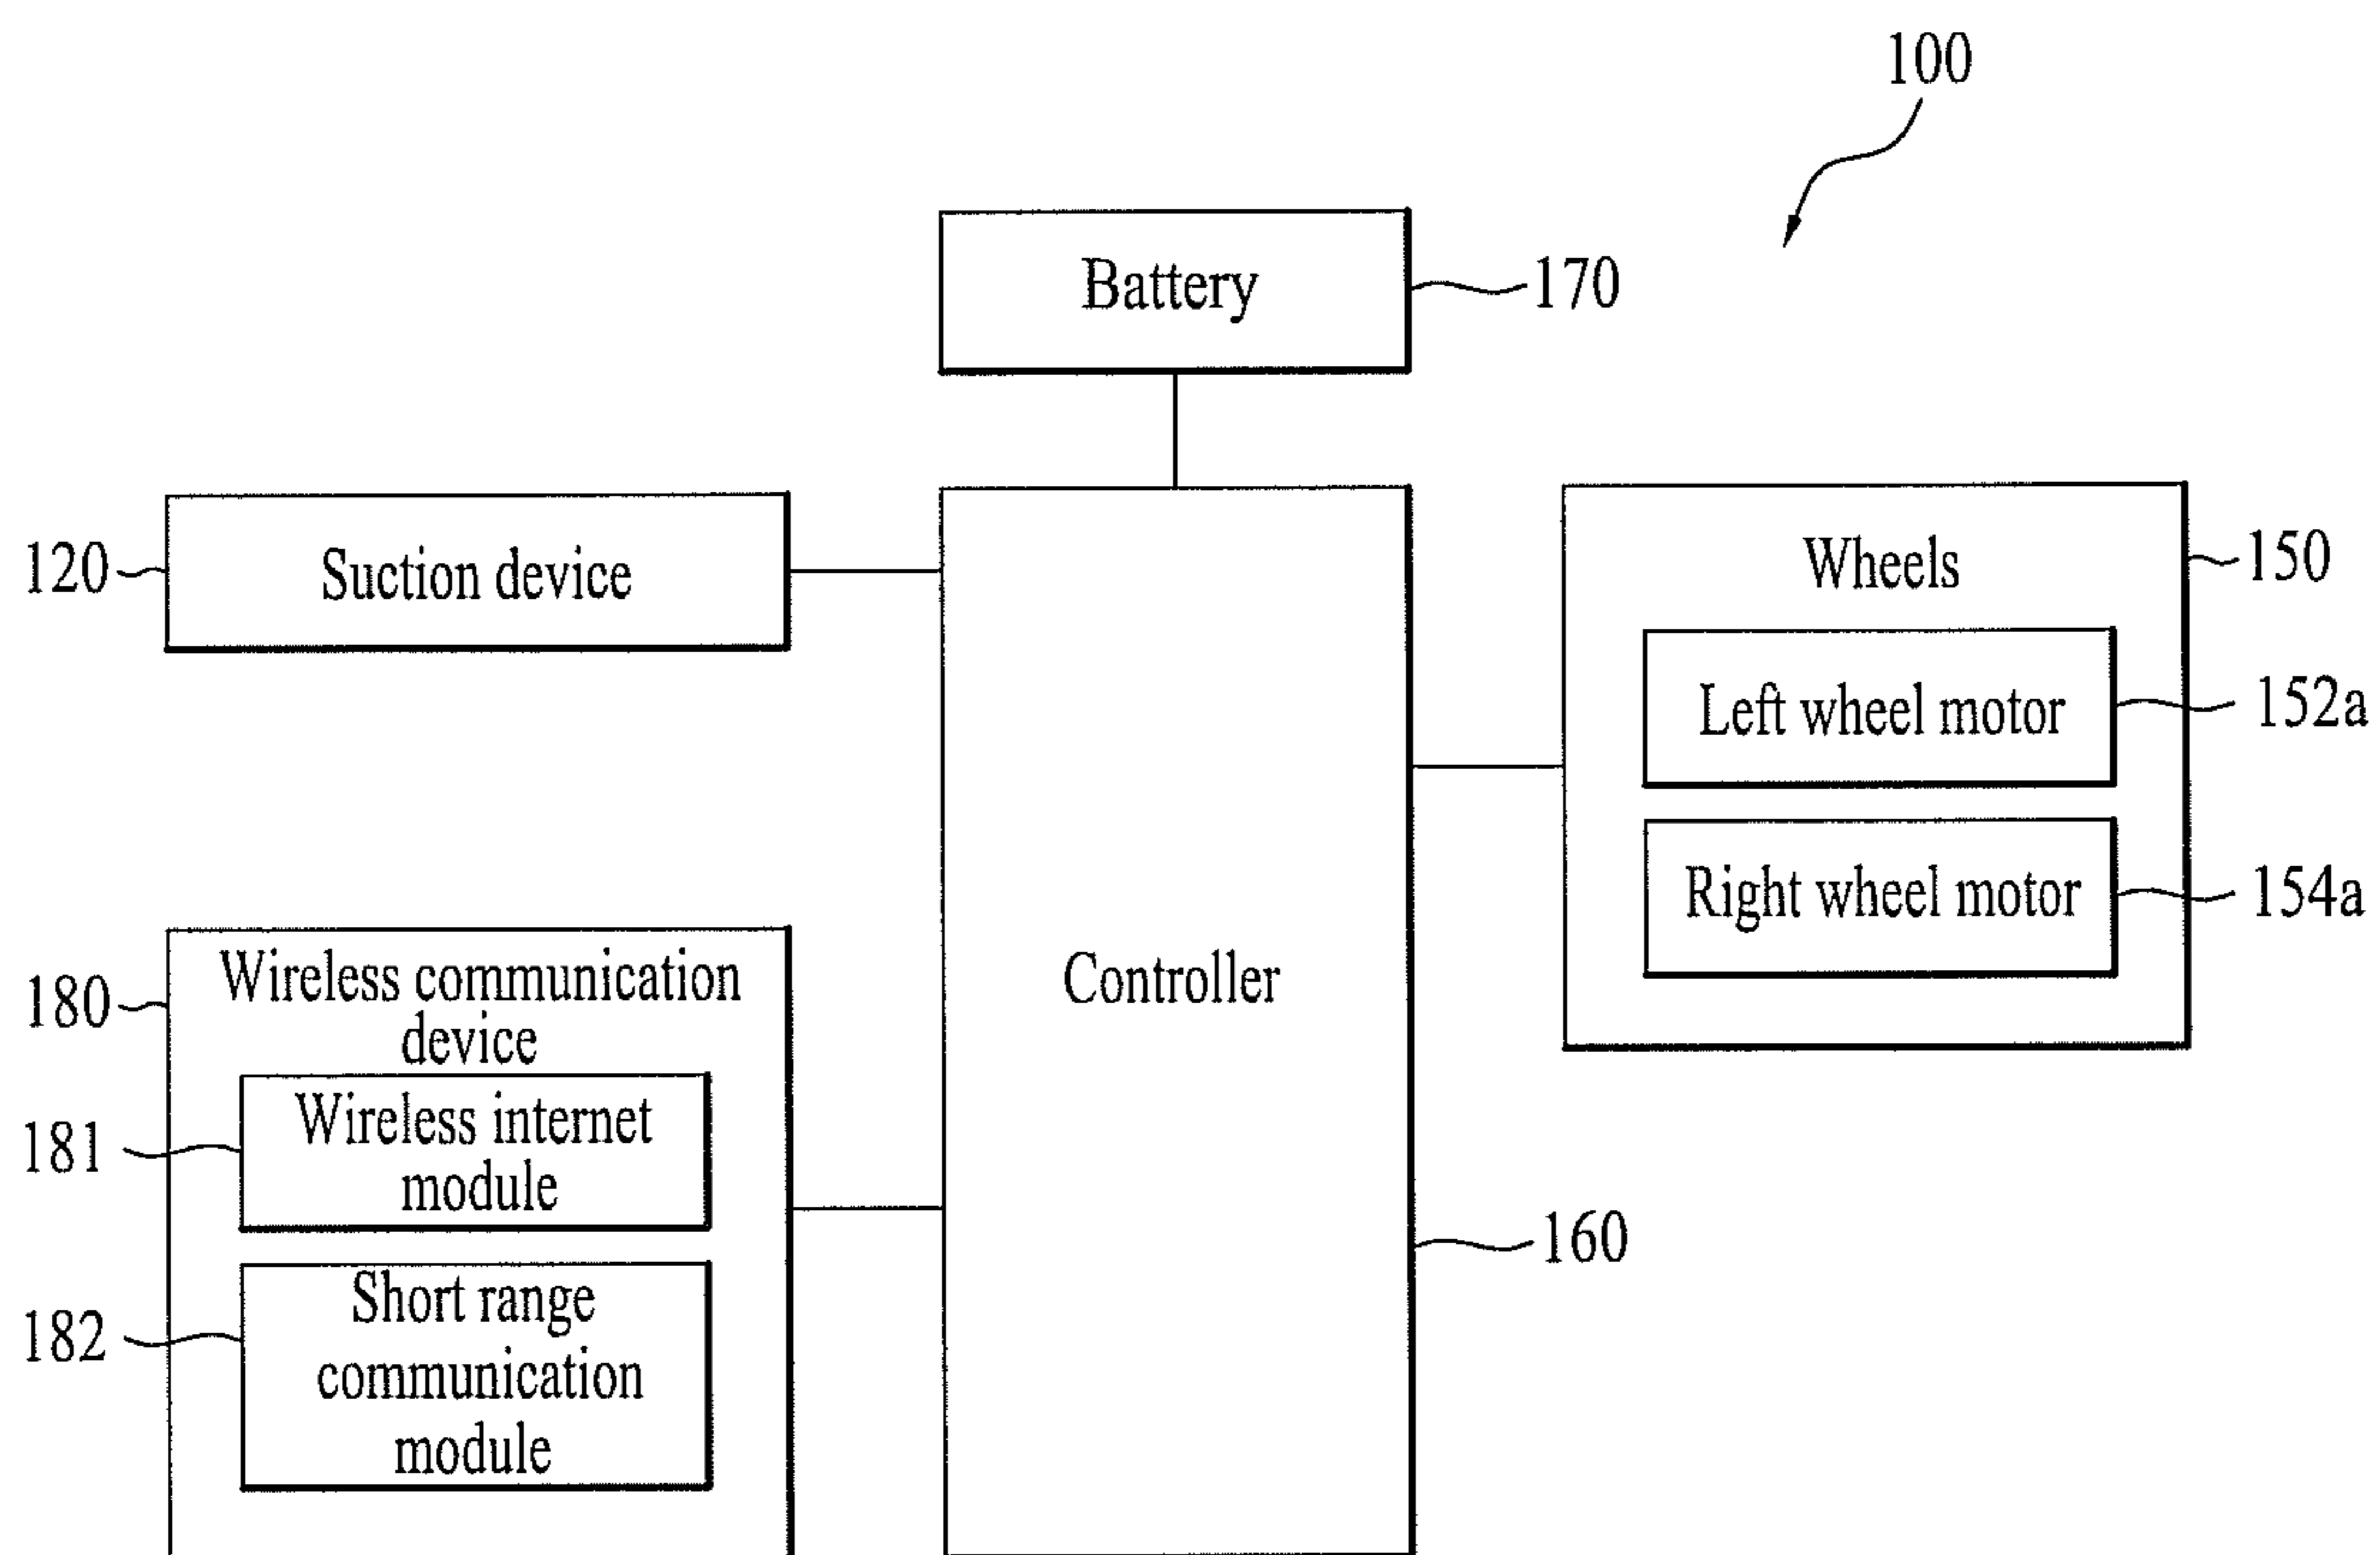 100
Battery
170
120
Suction device
Wheels
150
Left wheel motor
152a
Right wheel motor
154a
Controller
160
180
Wireless communication
device
181
Wireless internet
module
182
Short range
communication
module